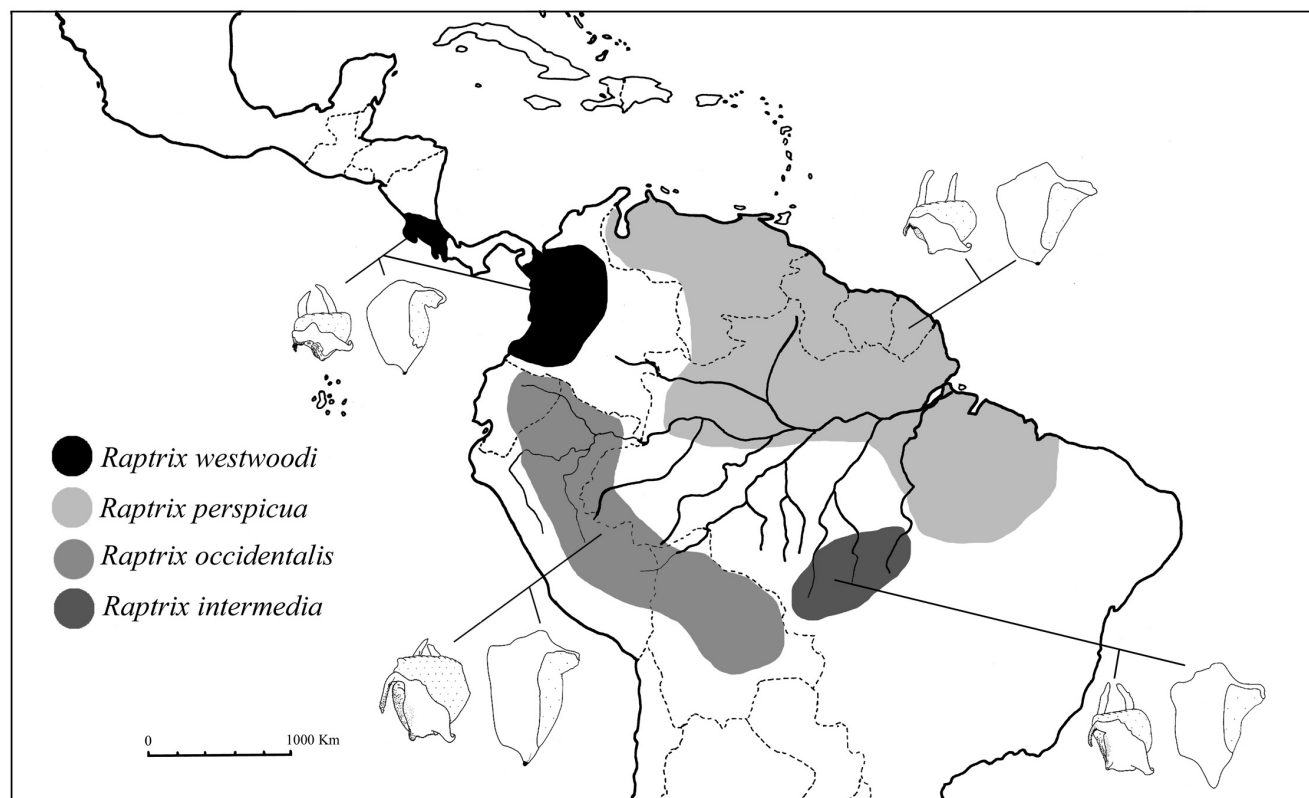 Raptrix westwoodi
Raptrix perspicua
Raptrix occidentalis
Raptrix intermedia
0 1000 Km